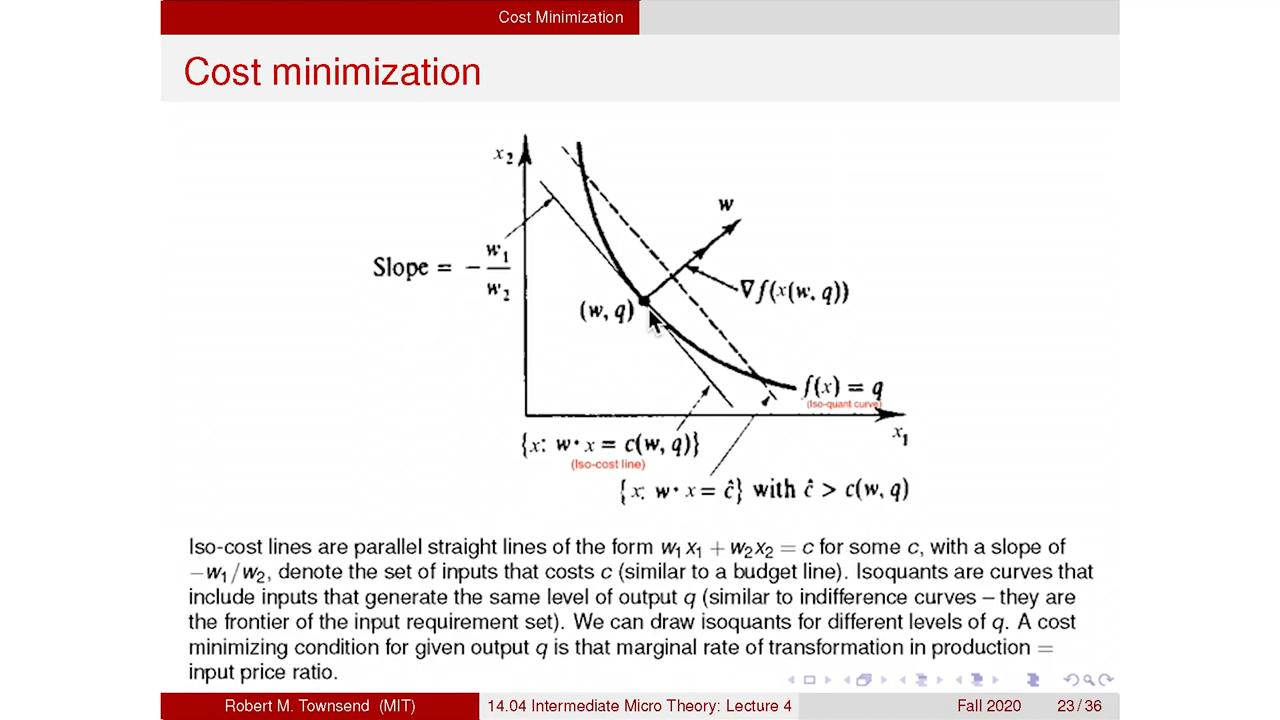 Cost Minimization
Cost minimization
x2
w
Slope = - w1 / w2
∇f(x(w, q))
(w, q)
f(x) = q
(Iso-quant curve)
x1
{x: w· x = c(w, q)}
(Iso-cost line)
{x: w· x = ĉ} with ĉ > c(w, q)
Iso-cost lines are parallel straight lines of the form w1x1 + w2x2 = c for some c, with a slope of
−w1/w2, denote the set of inputs that costs c (similar to a budget line). Isoquants are curves that
include inputs that generate the same level of output q (similar to indifference curves – they are
the frontier of the input requirement set). We can draw isoquants for different levels of q. A cost
minimizing condition for given output q is that marginal rate of transformation in production =
input price ratio.
Robert M. Townsend (MIT) 14.04 Intermediate Micro Theory: Lecture 4 Fall 2020 23 / 36